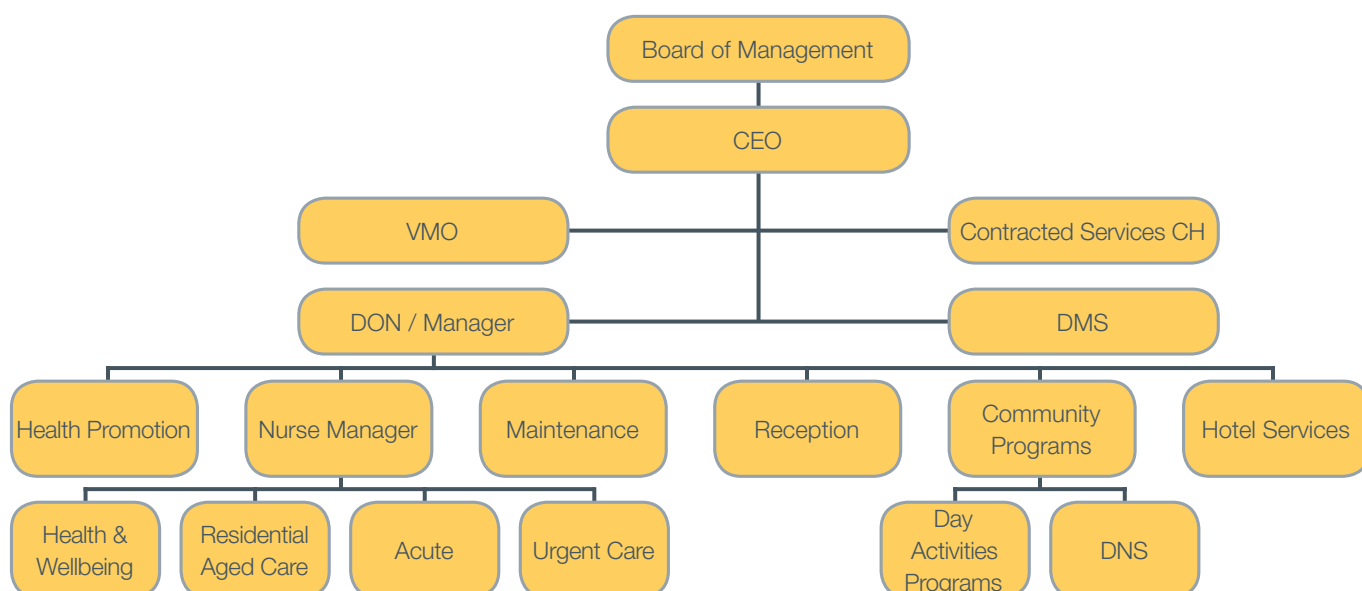 Board of Management
CEO
VMO
Contracted Services CH
DON / Manager
DMS
Health Promotion
Nurse Manager
Maintenance
Reception
Community
Programs
Hotel Services
Health &
Wellbeing
Residential
Aged Care
Acute
Urgent Care
Day
Activities
Programs
DNS